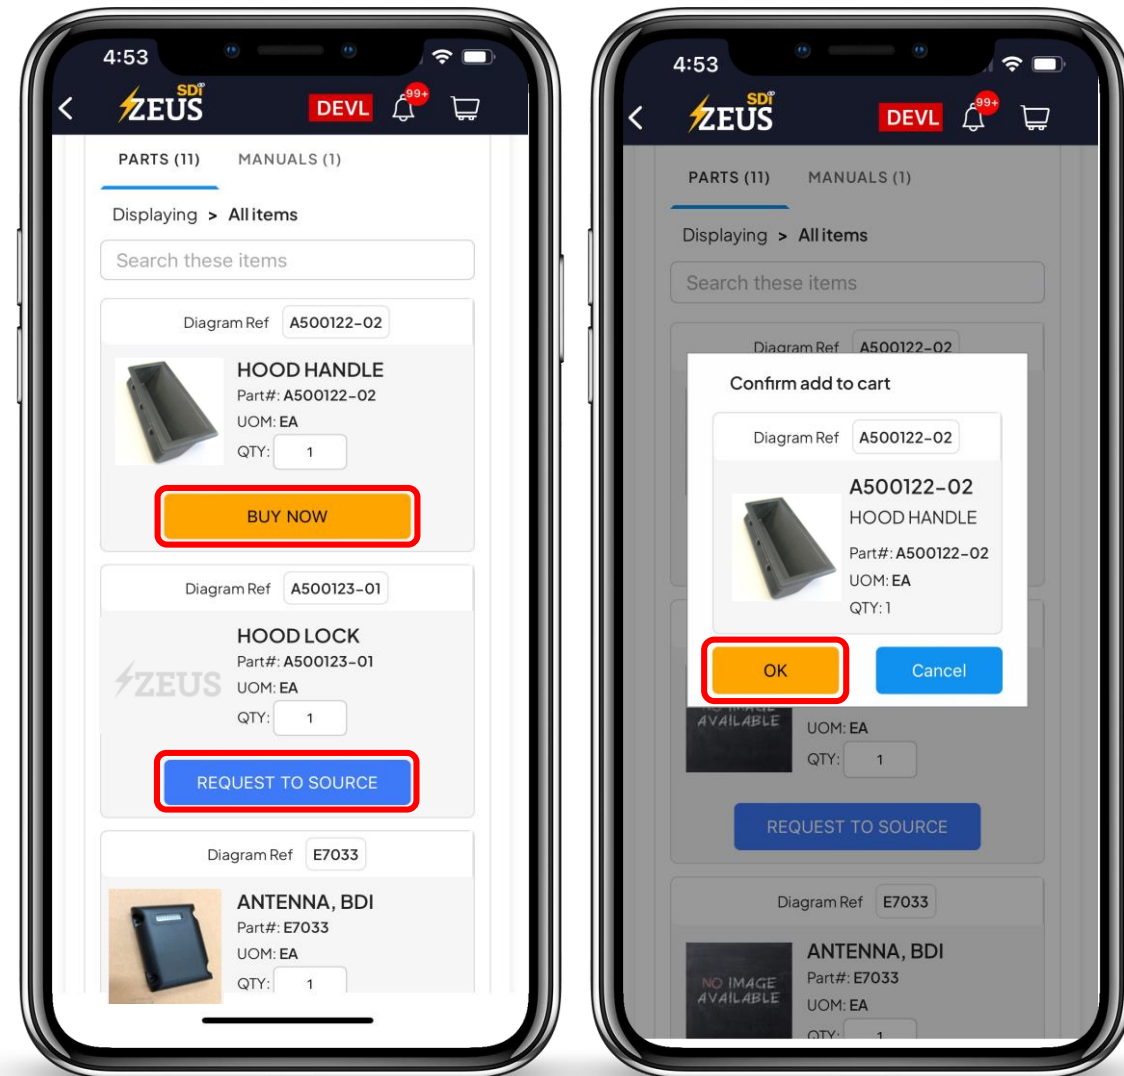 4:53
SDI
ZEUS
DEVL
99+
PARTS (11) MANUALS (1)
Displaying > All items
Search these items
Diagram Ref A500122-02
HOOD HANDLE
Part#: A500122-02
UOM: EA
QTY: 1
BUY NOW
Diagram Ref A500123-01
HOOD LOCK
Part#: A500123-01
ZEUS
UOM: EA
QTY: 1
REQUEST TO SOURCE
Diagram Ref E7033
ANTENNA, BDI
Part#: E7033
UOM: EA
QTY: 1
4:53
SDI
ZEUS
DEVL
99+
PARTS (11) MANUALS (1)
Displaying > All items
Search these items
Diagram Ref A500122-02
Confirm add to cart
Diagram Ref A500122-02
A500122-02
HOOD HANDLE
Part#: A500122-02
UOM: EA
QTY: 1
OK Cancel
NO IMAGE
AVAILABLE
UOM: EA
QTY: 1
REQUEST TO SOURCE
Diagram Ref E7033
ANTENNA, BDI
Part#: E7033
NO IMAGE
AVAILABLE
UOM: EA
QTY: 1